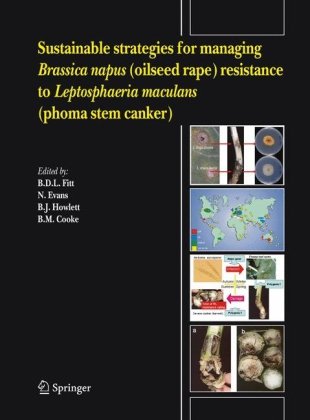 Sustainable strategies for managing
Brassica napus (oilseed rape) resistance
to Leptosphaeria maculans
(phoma stem canker)
Edited by:
B.D.L. Fitt
N. Evans
B.J. Howlett
B.M. Cooke
a
b
Springer